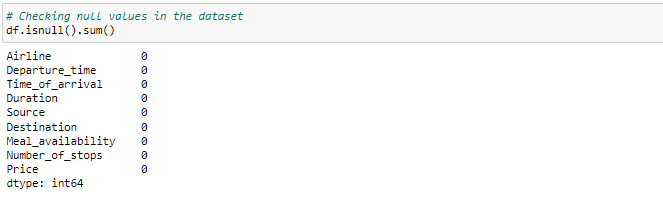 # Checking null values in the dataset
df.isnull().sum()
Airline 0
Departure_time 0
Time_of_arrival 0
Duration 0
Source 0
Destination 0
Meal_availability 0
Number_of_stops 0
Price 0
dtype: int64